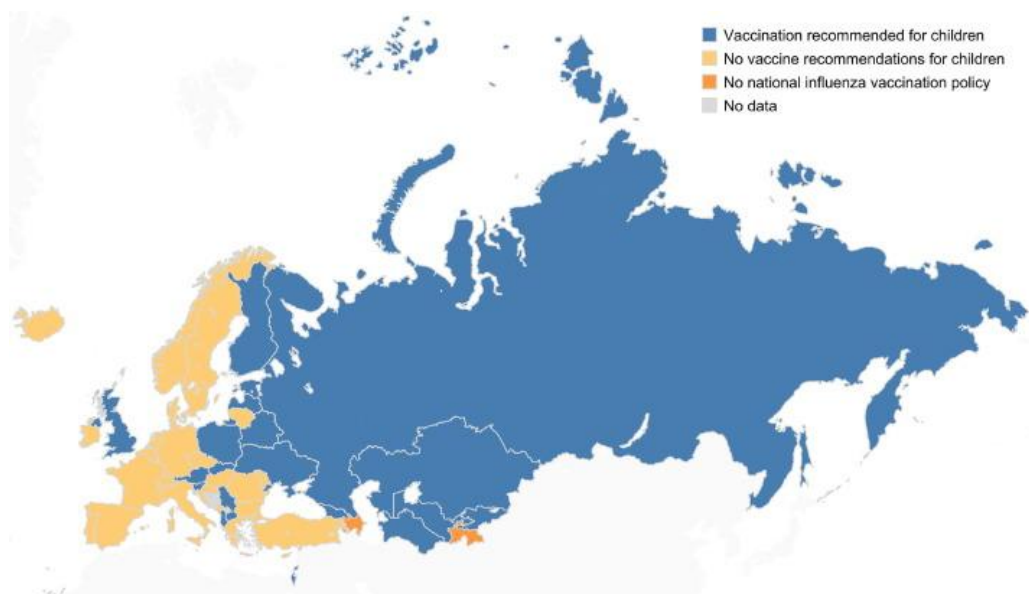 Vaccination recommended for children
No vaccine recommendations for children
No national influenza vaccination policy
No data